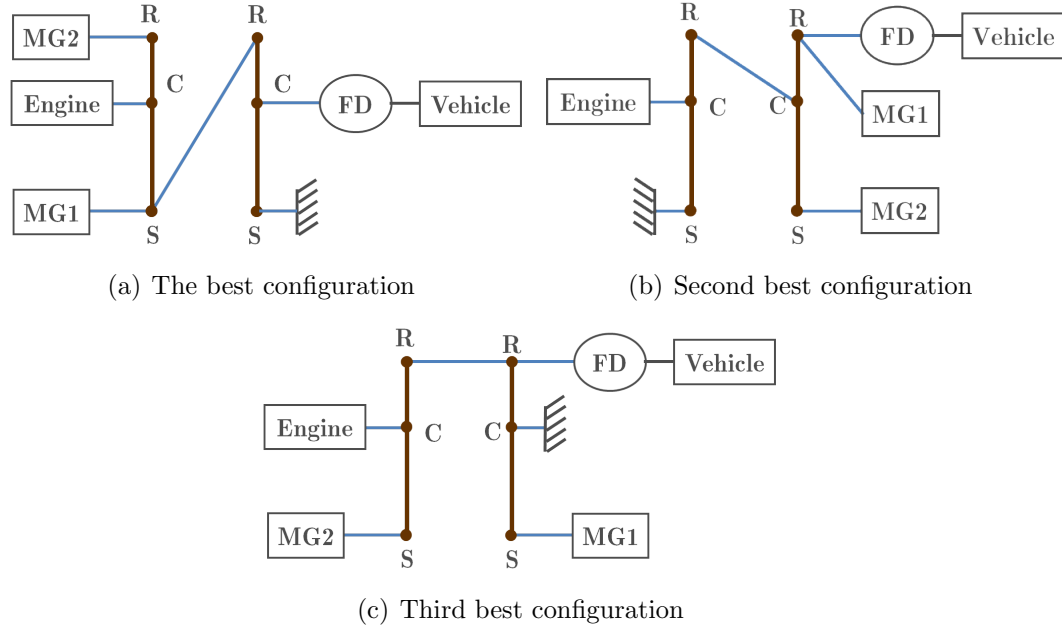 R R
MG2
C C
Engine FD Vehicle
MG1
S S
(a) The best configuration
R R
FD Vehicle
Engine C C MG1
MG2
S S
(b) Second best configuration
R R
FD Vehicle
Engine C C
MG2 MG1
S S
(c) Third best configuration